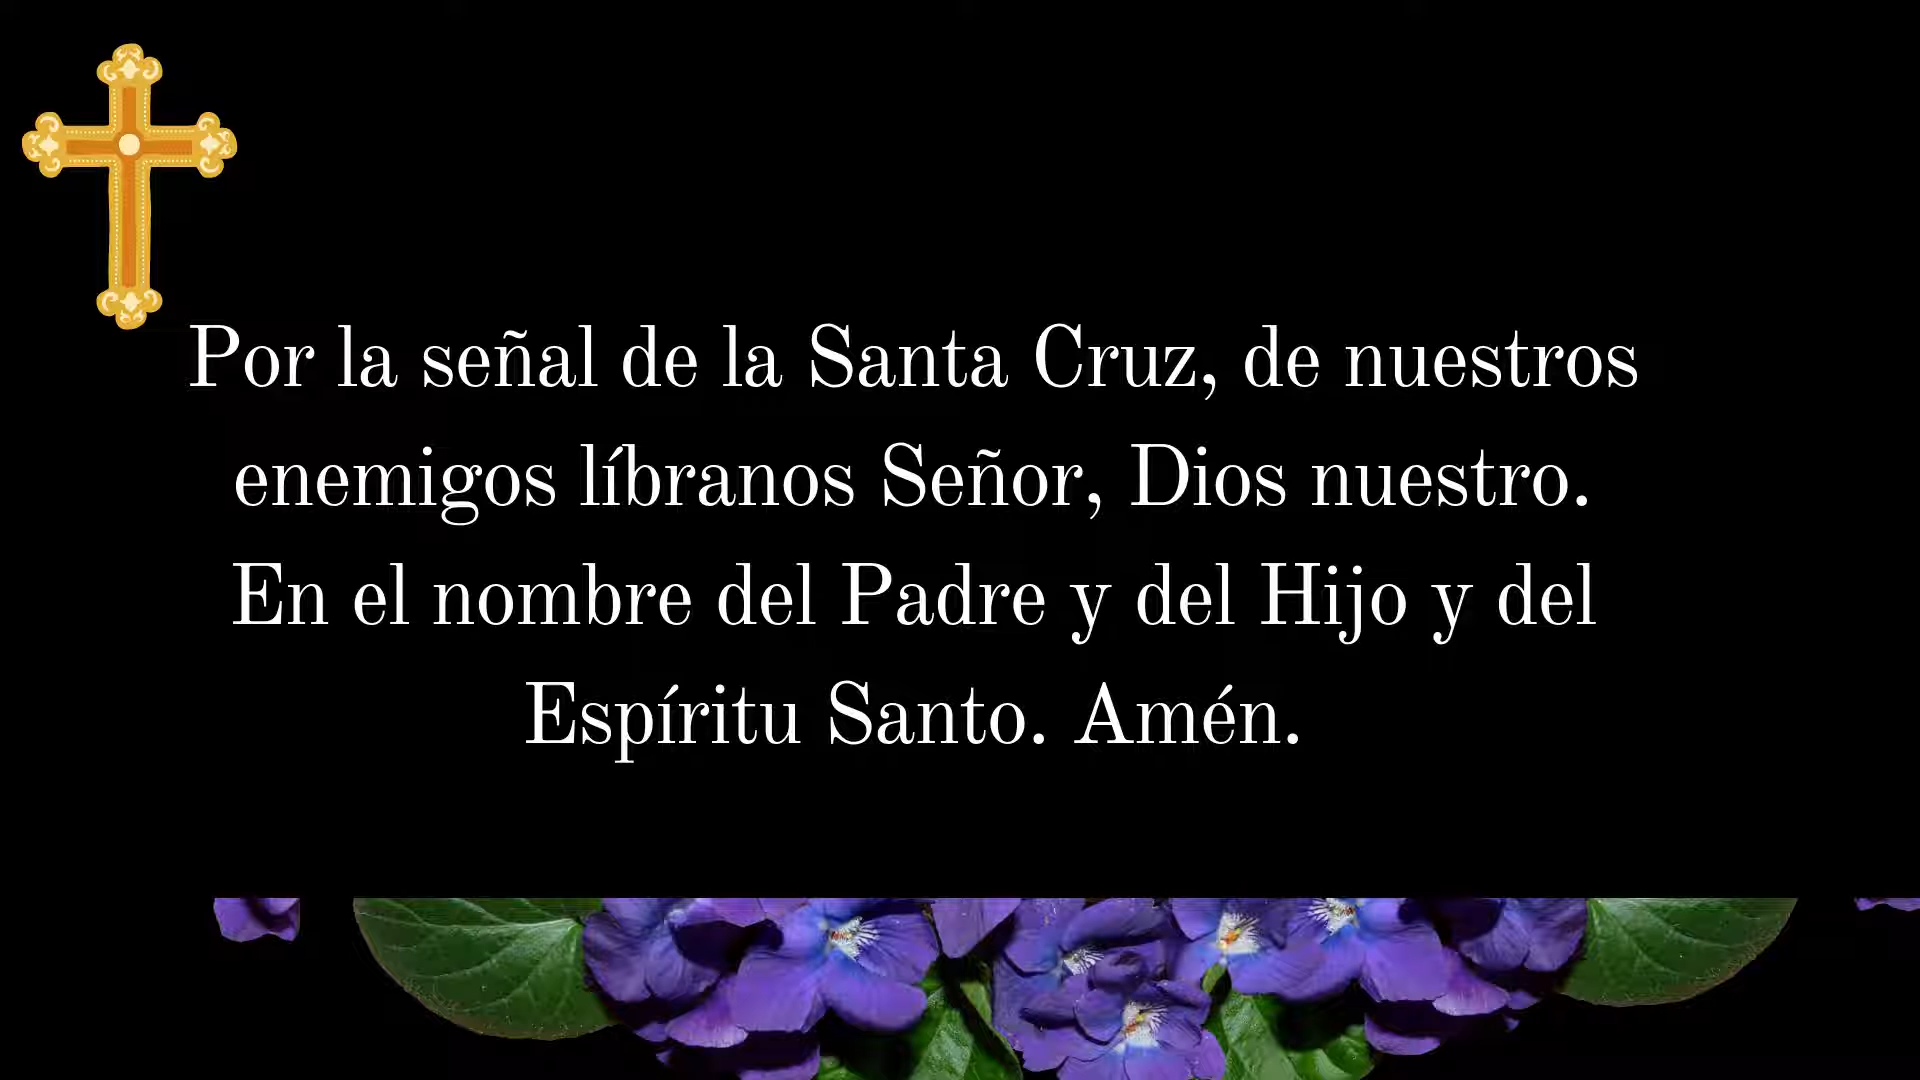 Por la señal de la Santa Cruz, de nuestros
enemigos líbranos Señor, Dios nuestro.
En el nombre del Padre y del Hijo y del
Espíritu Santo. Amén.